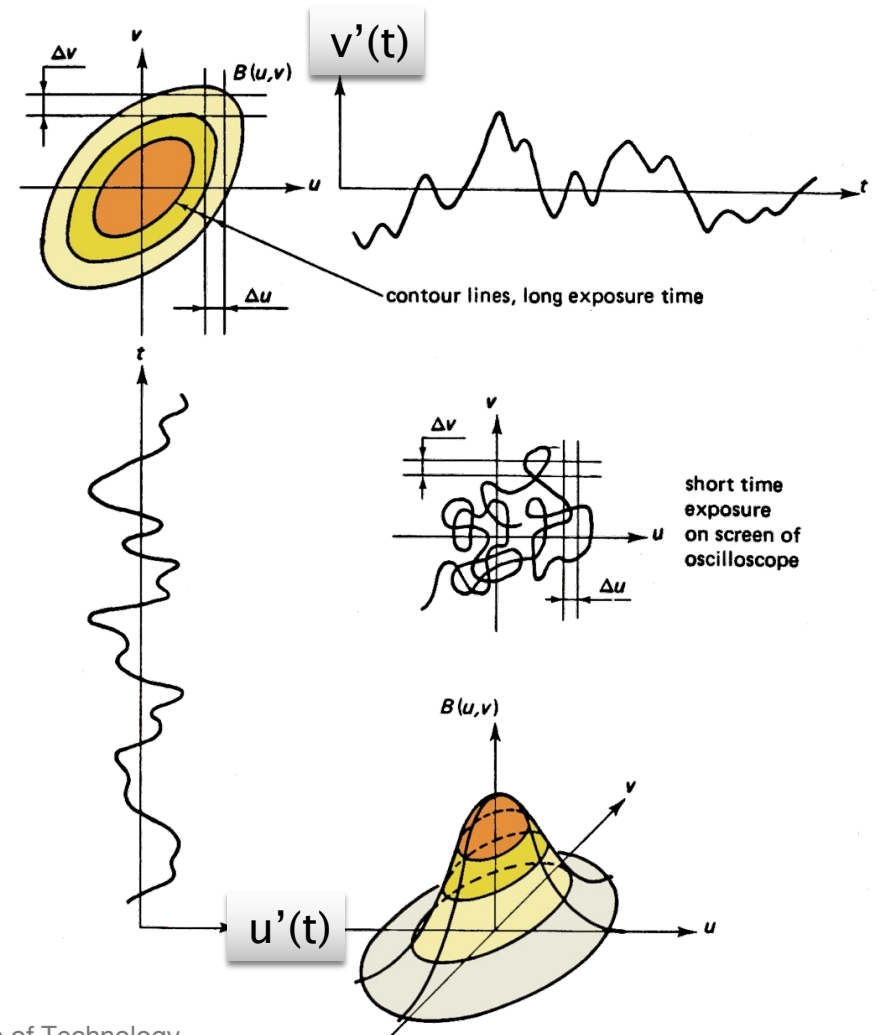 v
Δv
B(u,v)
v’(t)
u
t
contour lines, long exposure time
Δu
t
v
Δv
short time
exposure
on screen of
oscilloscope
u
Δu
B(u,v)
v
u’(t)
u
of Technology